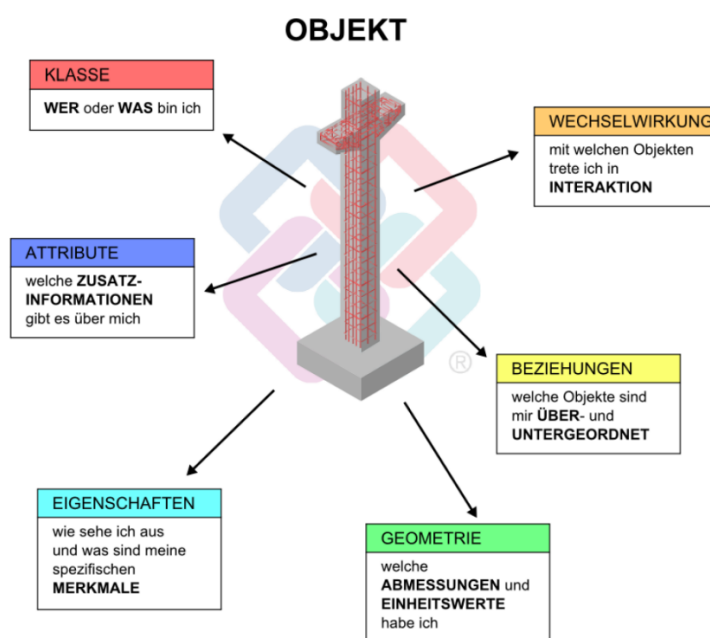 OBJEKT
KLASSE
WER oder WAS bin ich
WECHSELWIRKUNG
mit welchen Objekten
trete ich in
INTERAKTION
ATTRIBUTE
welche ZUSATZ-
INFORMATIONEN
gibt es über mich
®
BEZIEHUNGEN
welche Objekte sind
mir ÜBER- und
UNTERGEORDNET
EIGENSCHAFTEN
wie sehe ich aus
und was sind meine
spezifischen
MERKMALE
GEOMETRIE
welche
ABMESSUNGEN und
EINHEITSWERTE
habe ich